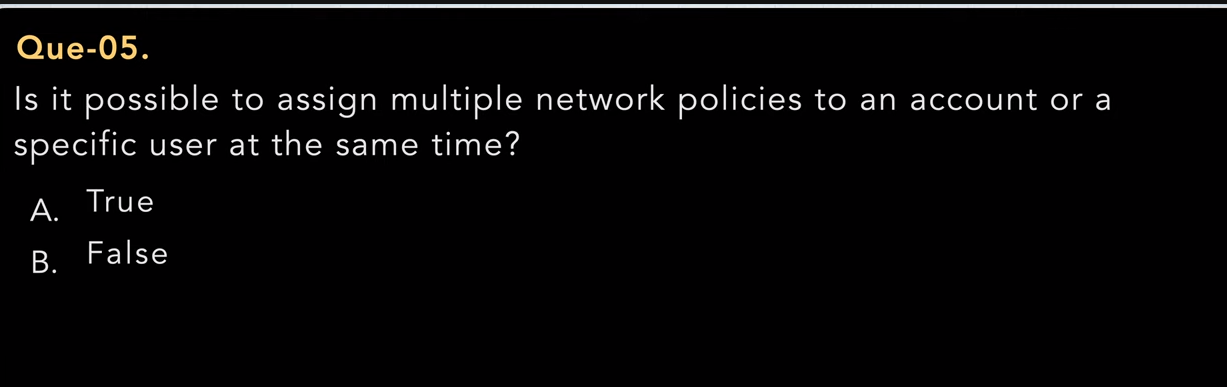 Que-05.
Is it possible to assign multiple network policies to an account or a
specific user at the same time?
A. True
B. False